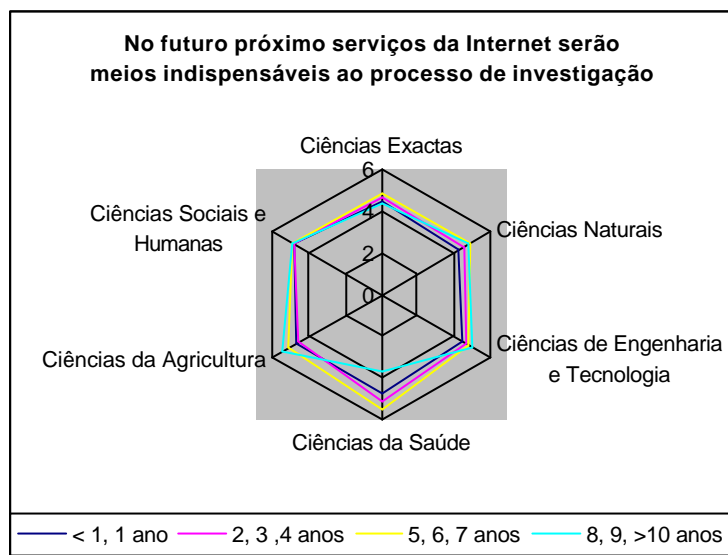 No futuro próximo serviços da Internet serão
meios indispensáveis ao processo de investigação
Ciências Exactas
6
4
2
0
Ciências Naturais
Ciências de Engenharia
e Tecnologia
Ciências da Saúde
Ciências da Agricultura
Ciências Sociais e
Humanas
< 1, 1 ano
2, 3 ,4 anos
5, 6, 7 anos
8, 9, >10 anos